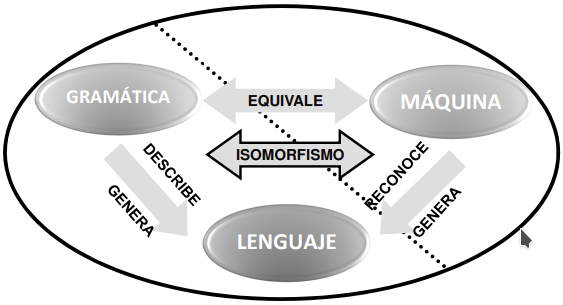 GRAMÁTICA
EQUIVALE
MÁQUINA
ISOMORFISMO
DESCRIBE
GENERA
RECONOCE
GENERA
LENGUAJE